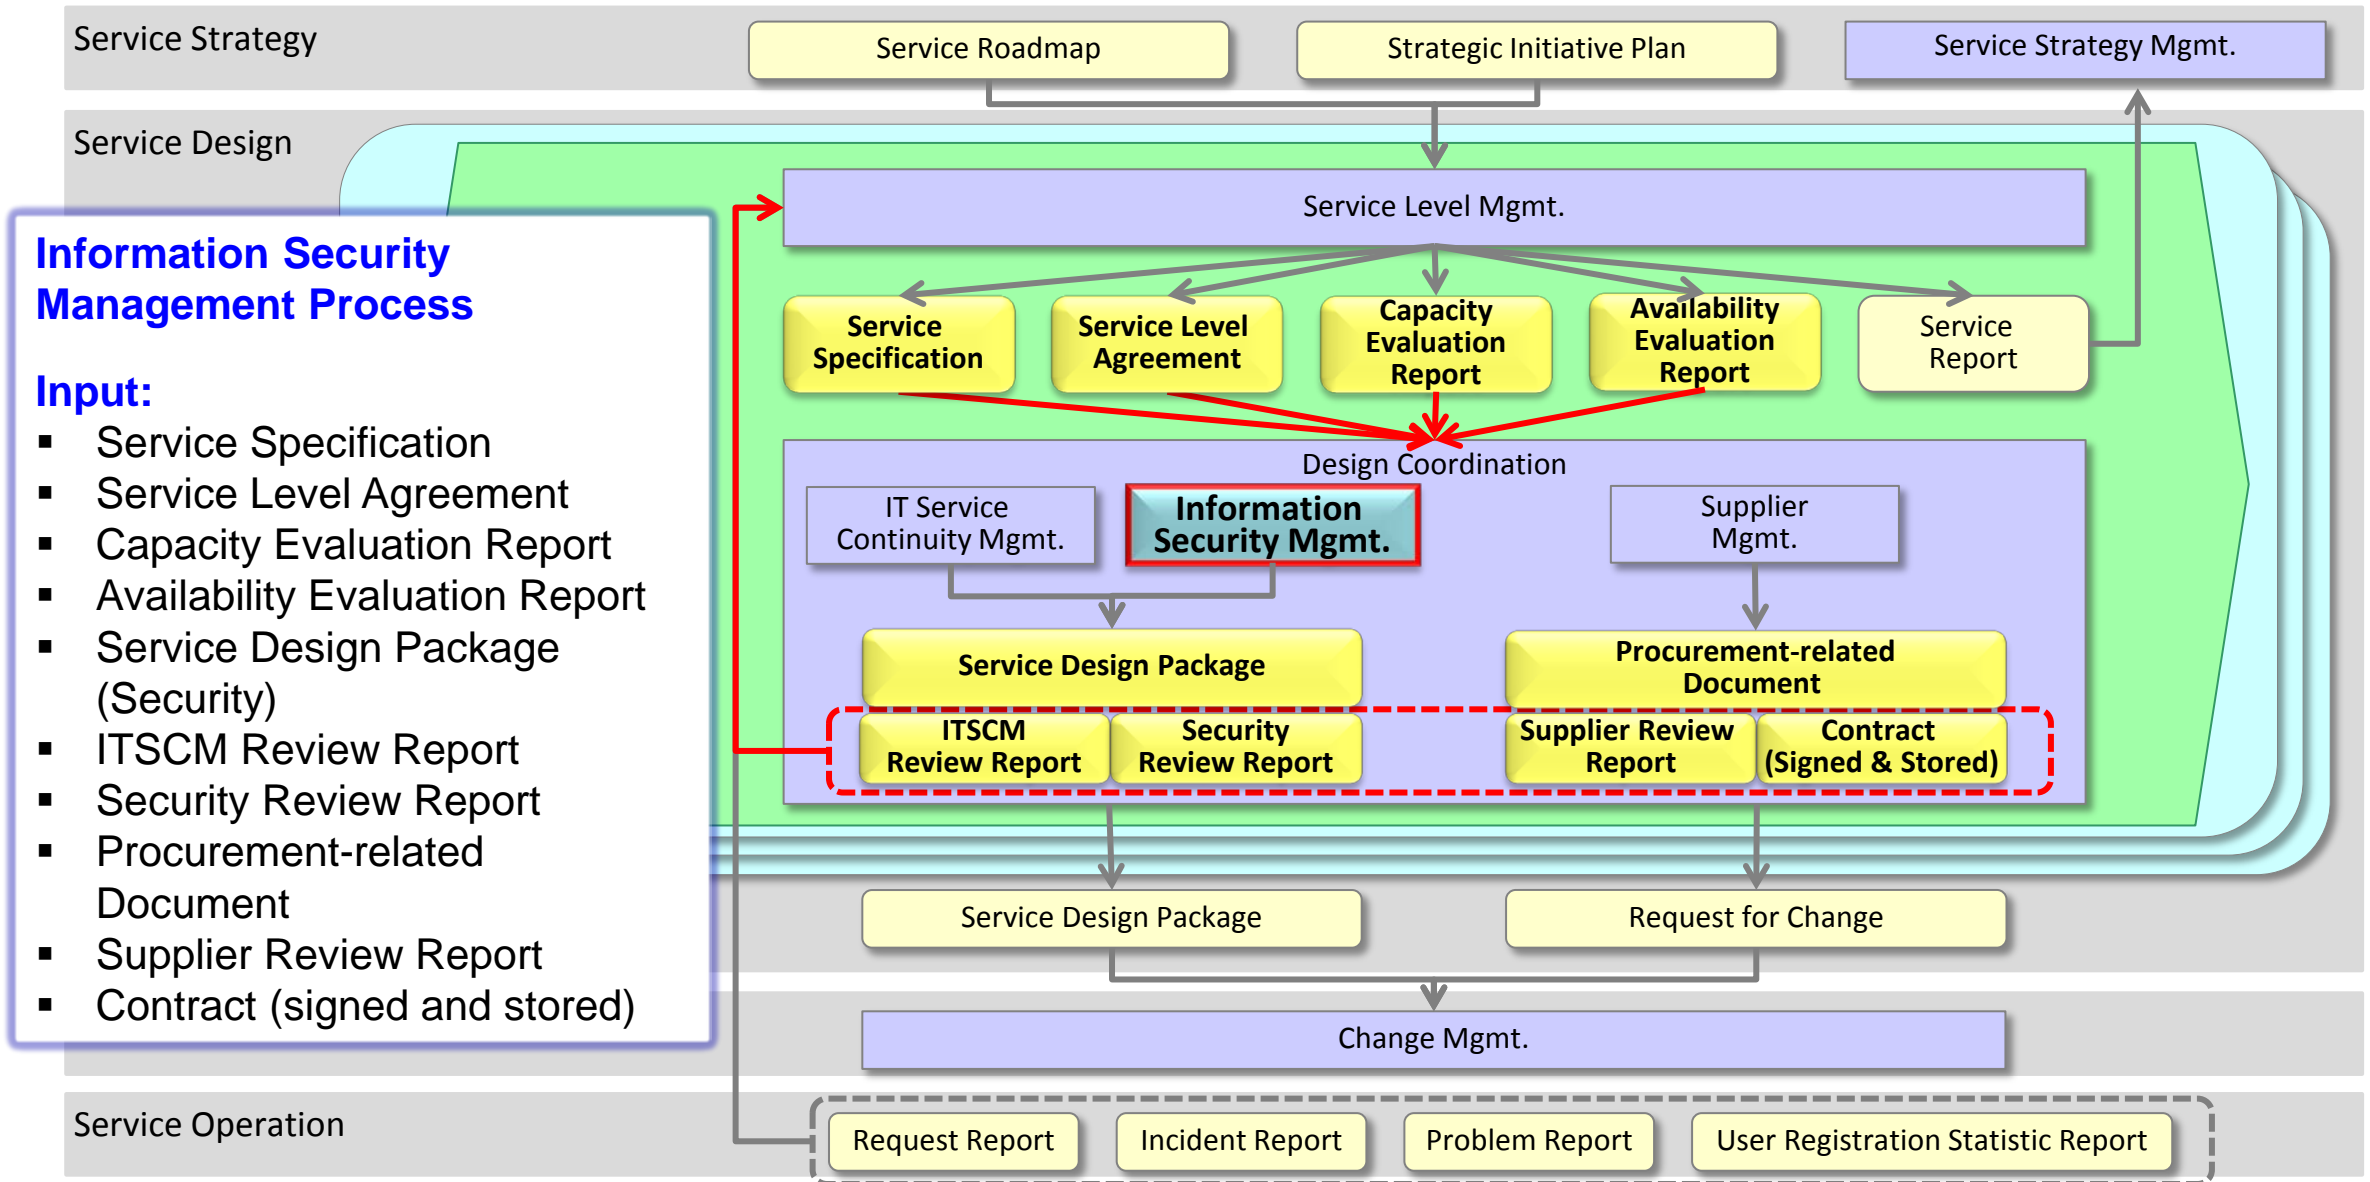 Service Strategy
Service Roadmap
Strategic Initiative Plan
Service Strategy Mgmt.
Service Design
Service Level Mgmt.
Information Security
Management Process
Input:
▪ Service Specification
▪ Service Level Agreement
▪ Capacity Evaluation Report
▪ Availability Evaluation Report
▪ Service Design Package
(Security)
▪ ITSCM Review Report
▪ Security Review Report
▪ Procurement-related
Document
▪ Supplier Review Report
▪ Contract (signed and stored)
Service
Specification
Service Level
Agreement
Capacity
Evaluation
Report
Availability
Evaluation
Report
Service
Report
Design Coordination
IT Service
Continuity Mgmt.
Information
Security Mgmt.
Supplier
Mgmt.
Service Design Package
Procurement-related
Document
ITSCM
Review Report
Security
Review Report
Supplier Review
Report
Contract
(Signed & Stored)
Service Design Package
Request for Change
Change Mgmt.
Service Operation
Request Report
Incident Report
Problem Report
User Registration Statistic Report